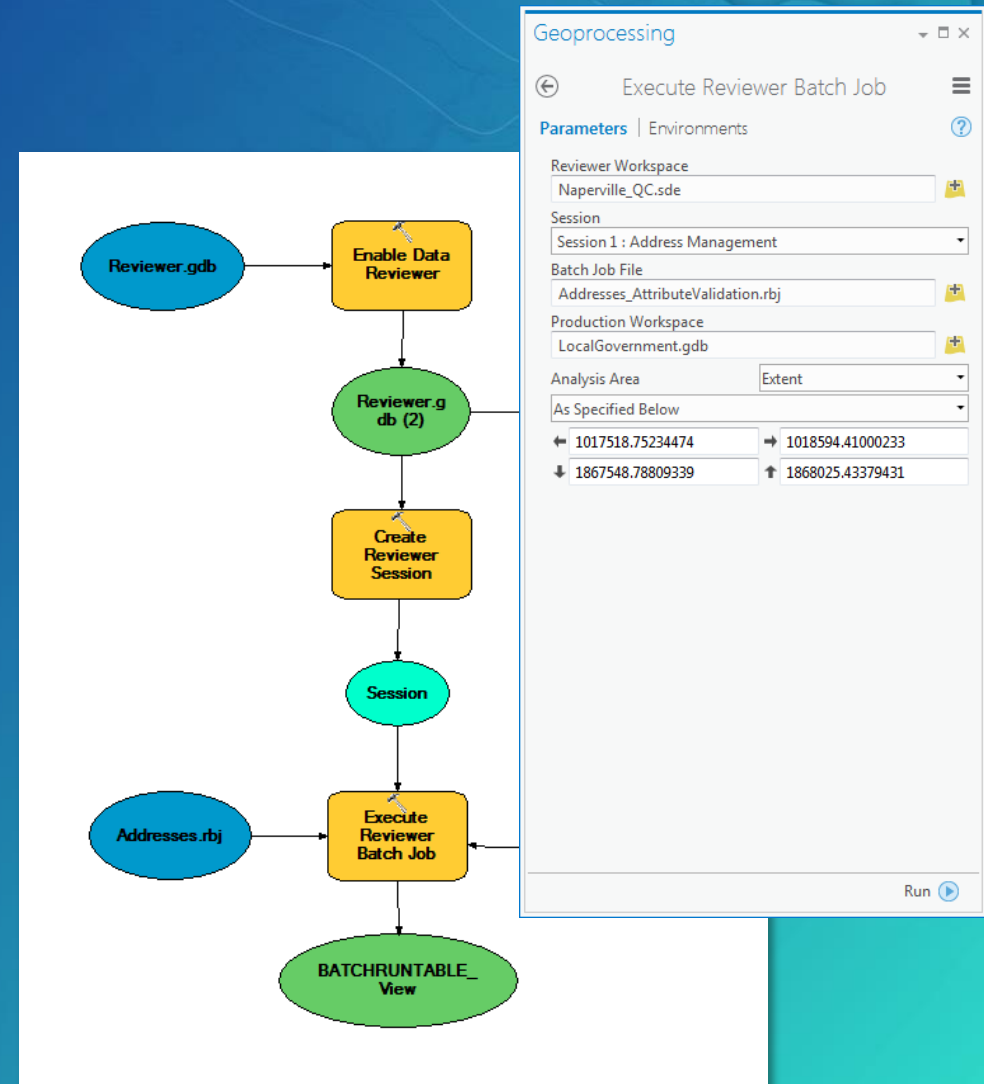 Geoprocessing
Execute Reviewer Batch Job
Parameters | Environments
Reviewer Workspace
Naperville_QC.sde
Session
Session 1 : Address Management
Batch Job File
Addresses_AttributeValidation.rbj
Production Workspace
LocalGovernment.gdb
Analysis Area
Extent
As Specified Below
1017518.75234474
1018594.41000233
1867548.78809339
1868025.43379431
Run
Reviewer.gdb
Enable Data
Reviewer
Reviewer.g
db (2)
Create
Reviewer
Session
Session
Addresses.rbj
Execute
Reviewer
Batch Job
BATCHRUNTABLE_
View